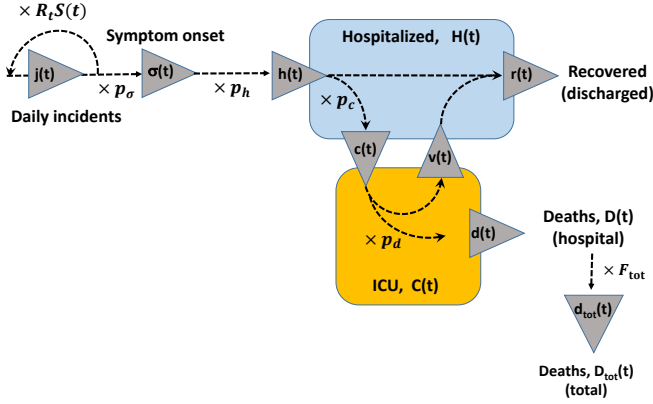 × R_t S(t)
Symptom onset
Hospitalized, H(t)
j(t)
σ(t)
h(t)
r(t)
Recovered
(discharged)
× p_σ
× p_h
× p_c
Daily incidents
c(t)
v(t)
× p_d
d(t)
Deaths, D(t)
(hospital)
ICU, C(t)
× F_tot
d_tot(t)
Deaths, D_tot(t)
(total)